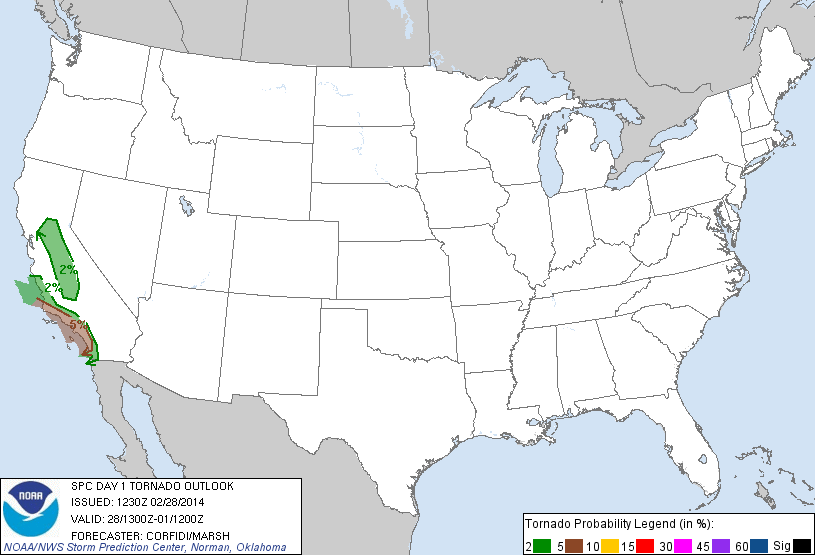 2%
2%
5%
NOAA
SPC DAY 1 TORNADO OUTLOOK
ISSUED: 1230Z 02/28/2014
VALID: 28/1300Z-01/1200Z
FORECASTER: CORFIDI/MARSH
NOAA/NWS Storm Prediction Center, Norman, Oklahoma
Tornado Probability Legend (in %):
2 5 10 15 30 45 60 Sig